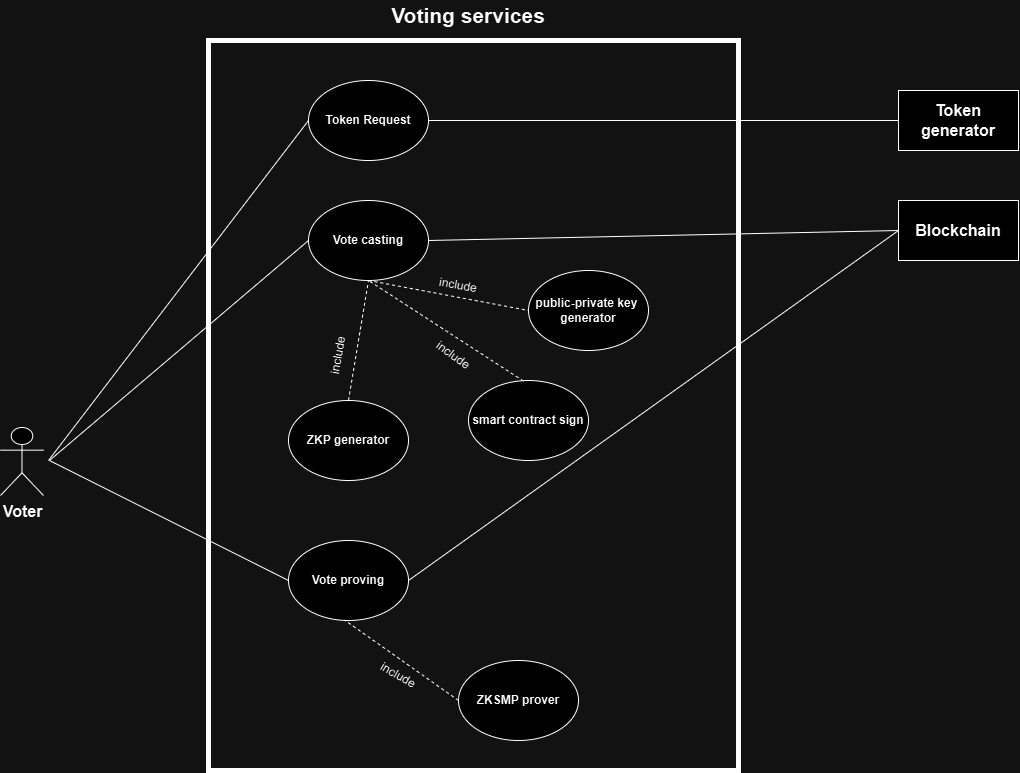 Voting services
Token Request
Token
generator
Vote casting
Blockchain
include
public-private key
generator
include
include
smart contract sign
ZKP generator
Voter
Vote proving
include
ZKSMP prover